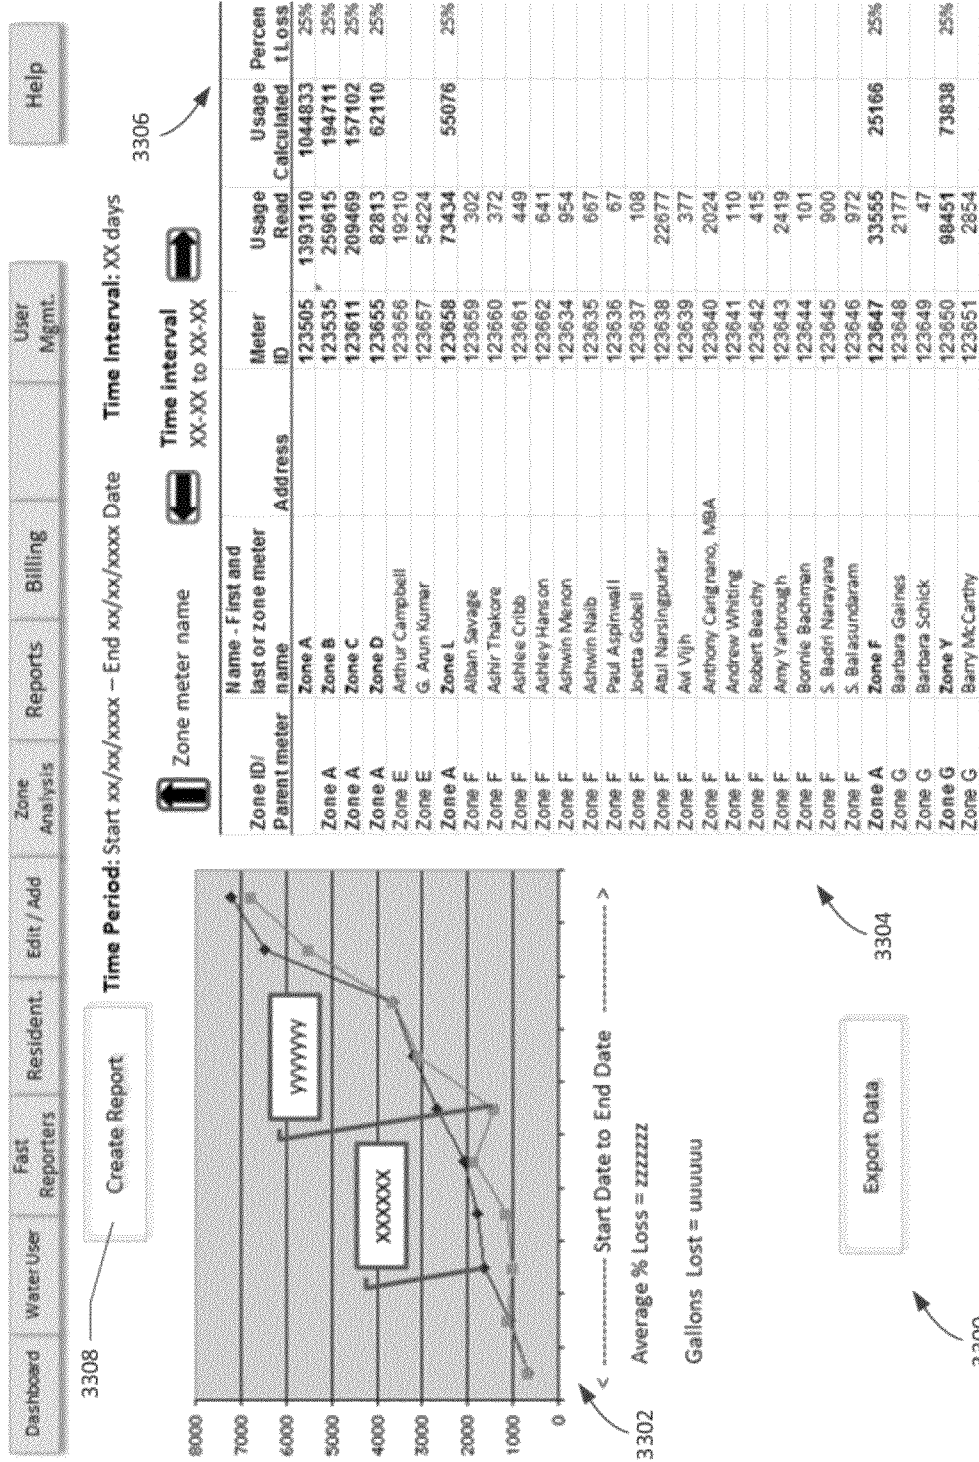 Dashboard Water User Fast Reporters Resident. Edit / Add Zone Analysis Reports Billing User Mgmt. Help
3308
Create Report
Time Period: Start xx/xx/xxxx – End xx/xx/xxxx Date Time Interval: XX days
3306
Zone meter name
Time interval
XX-XX to XX-XX
8000
7000
6000
5000
4000
3000
2000
1000
0
XXXXXX
YYYYYYY
< ------------ Start Date to End Date ------------ >
Average % Loss = zzzzzzz
Gallons Lost = uuuuuu
3302
Export Data
3304
Zone ID/ Parent meter Name - First and last or zone meter name Address Meter ID Usage Read Usage Calculated Percen t Loss
Zone A 123505 1393110 1044833 25%
Zone A Zone B 123535 259615 194711 25%
Zone A Zone C 123611 209469 157102 25%
Zone A Zone D 123655 82813 62110 25%
Zone E Arthur Campbell 123656 19210
Zone E G. Arun Kumar 123657 54224
Zone A Zone L 123658 73434 55076 25%
Zone F Alban Savage 123659 302
Zone F Ashir Thakore 123660 372
Zone F Ashlee Cribb 123661 449
Zone F Ashley Hanson 123662 641
Zone F Ashwin Menon 123634 954
Zone F Ashwin Naib 123635 667
Zone F Paul Aspinwall 123636 67
Zone F Joetta Gobell 123637 108
Zone F Atul Narsingpurkar 123638 22677
Zone F Avi Vijh 123639 377
Zone F Anthony Carignano, MBA 123640 2024
Zone F Andrew Whiting 123641 110
Zone F Robert Beachy 123642 415
Zone F Amy Yarbrough 123643 2419
Zone F Bonnie Bachman 123644 101
Zone F S. Badri Narayana 123645 900
Zone F S. Balasundaram 123646 972
Zone A Zone F 123647 33555 25166 25%
Zone G Barbara Gaines 123648 2177
Zone G Barbara Schick 123649 47
Zone G Zone Y 123650 98451 73838 25%
Zone G Barry McCarthy 123651 2854